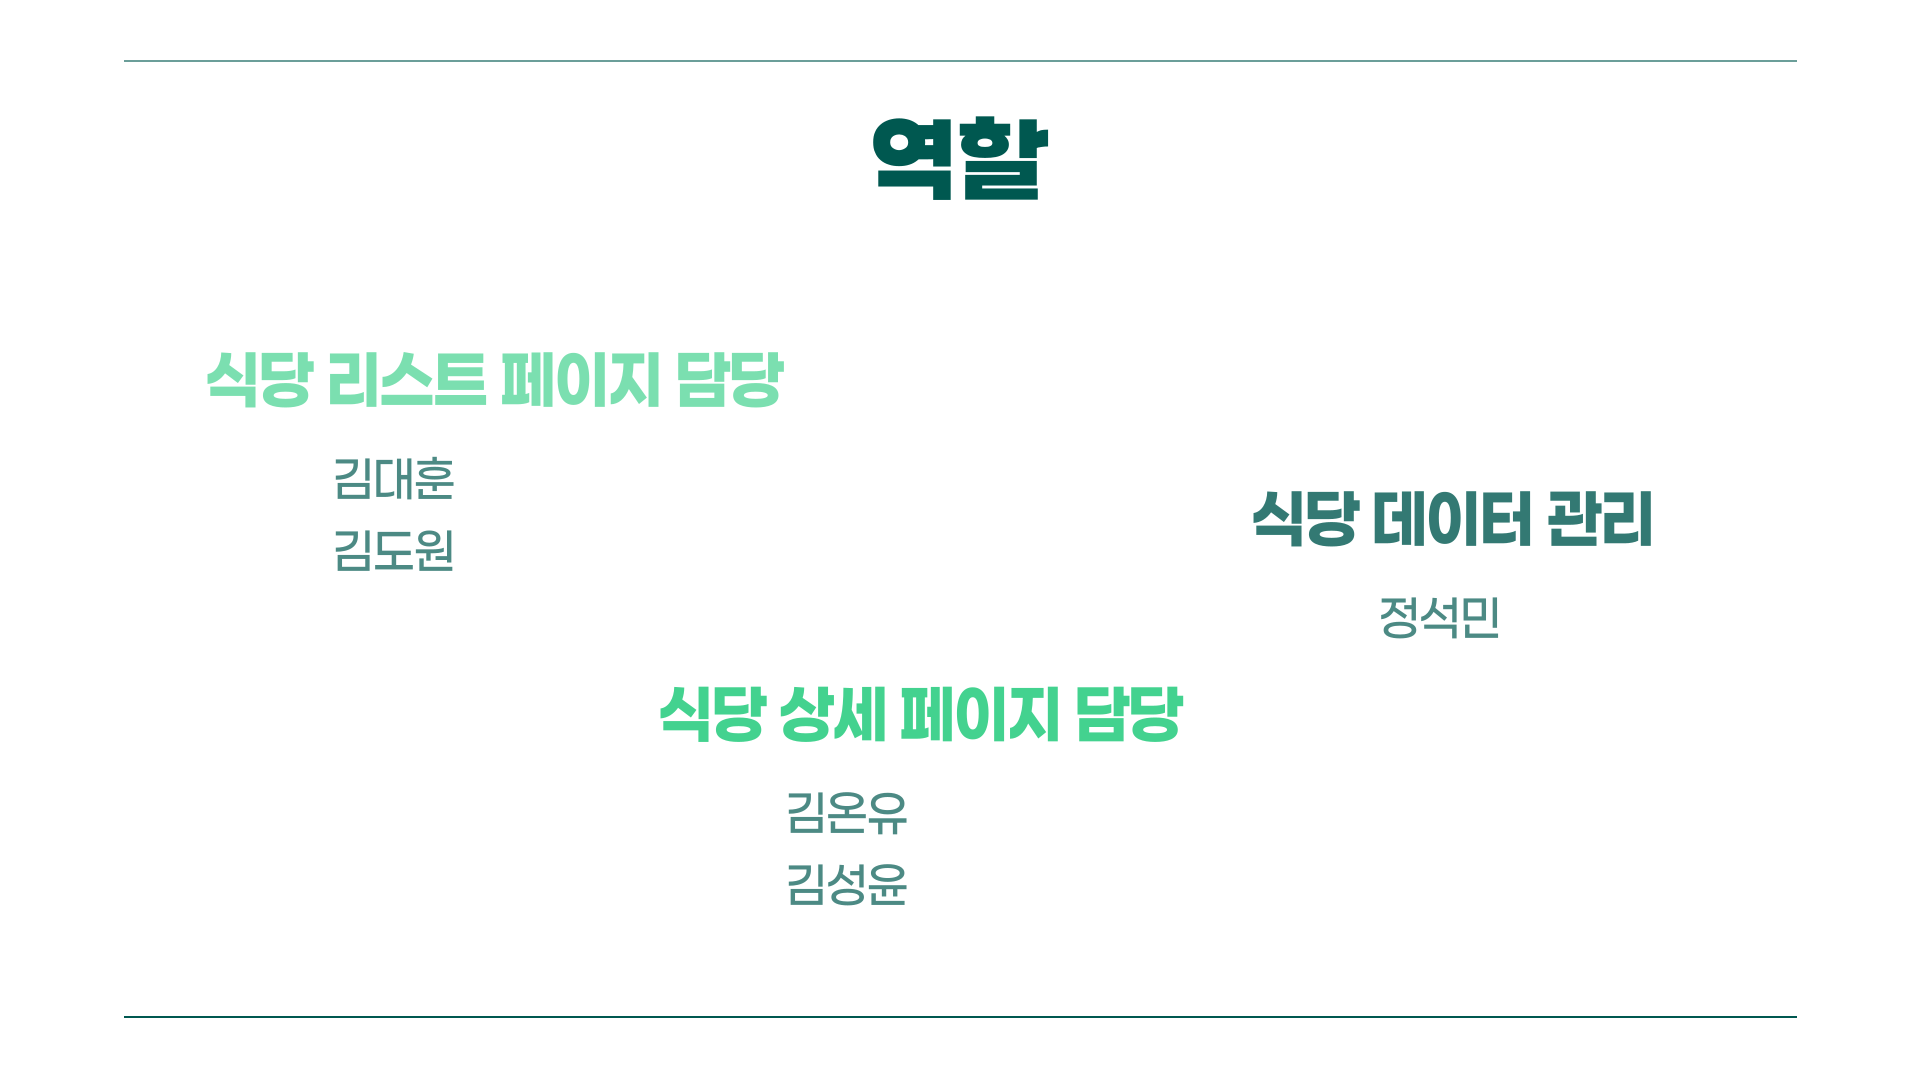 역할
식당 리스트 페이지 담당
김대훈
김도원
식당 데이터 관리
정석민
식당 상세 페이지 담당
김온유
김성윤